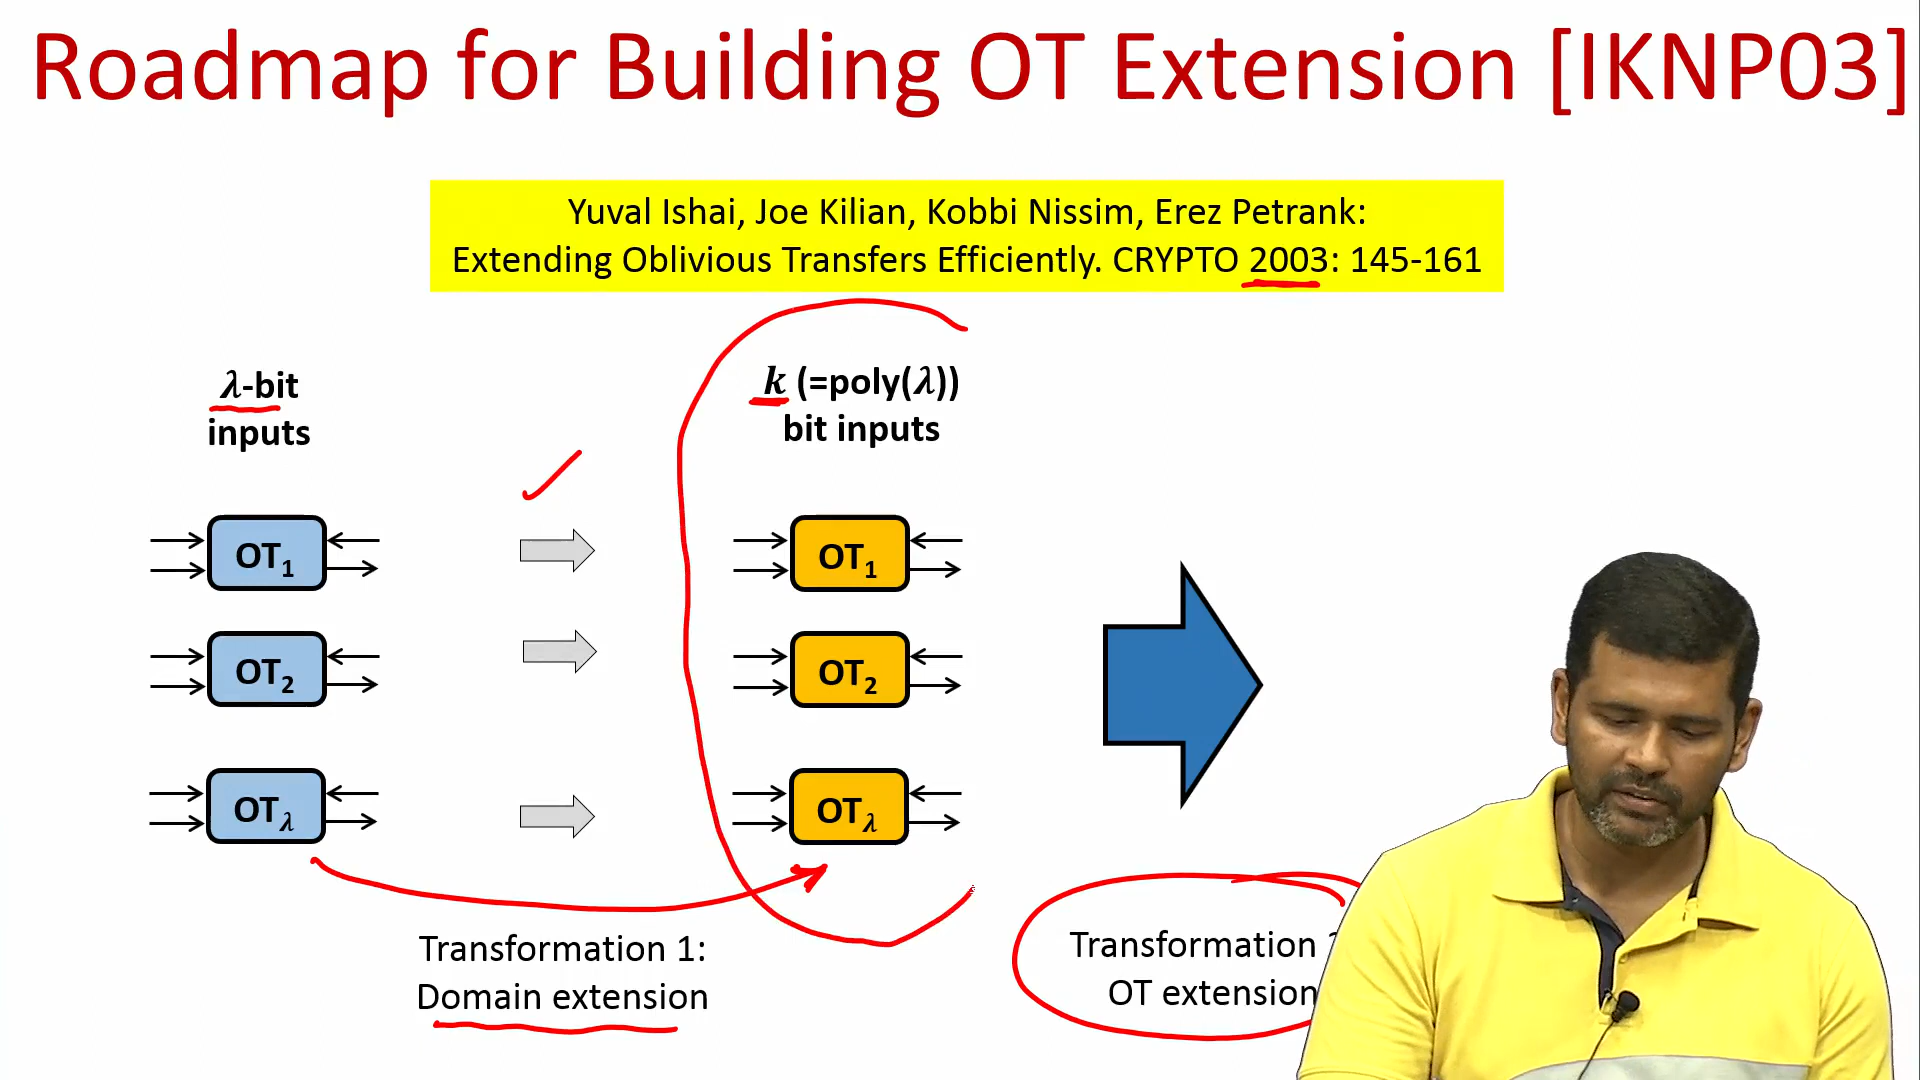 Roadmap for Building OT Extension [IKNP03]
Yuval Ishai, Joe Kilian, Kobbi Nissim, Erez Petrank:
Extending Oblivious Transfers Efficiently. CRYPTO 2003: 145-161
λ-bit
inputs
k (=poly(λ))
bit inputs
OT₁
OT₁
OT₂
OT₂
OT_λ
OT_λ
Transformation 1:
Domain extension
Transformation
OT extension